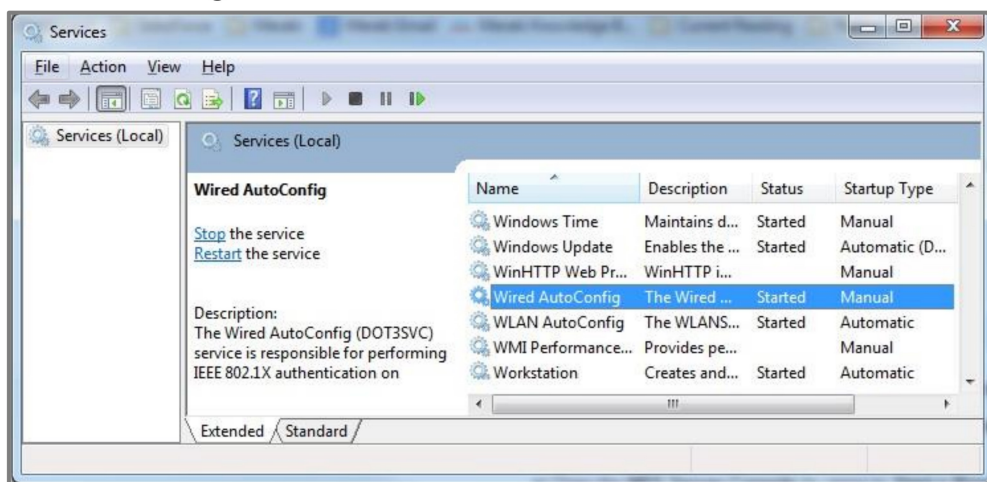 Services
File Action View Help
Services (Local)
Services (Local)
Wired AutoConfig
Stop the service
Restart the service
Description:
The Wired AutoConfig (DOT3SVC)
service is responsible for performing
IEEE 802.1X authentication on
Name Description Status Startup Type
Windows Time Maintains d... Started Manual
Windows Update Enables the ... Started Automatic (D...
WinHTTP Web Pr... WinHTTP i... Manual
Wired AutoConfig The Wired ... Started Manual
WLAN AutoConfig The WLANS... Started Automatic
WMI Performance... Provides pe... Manual
Workstation Creates and... Started Automatic
Extended Standard